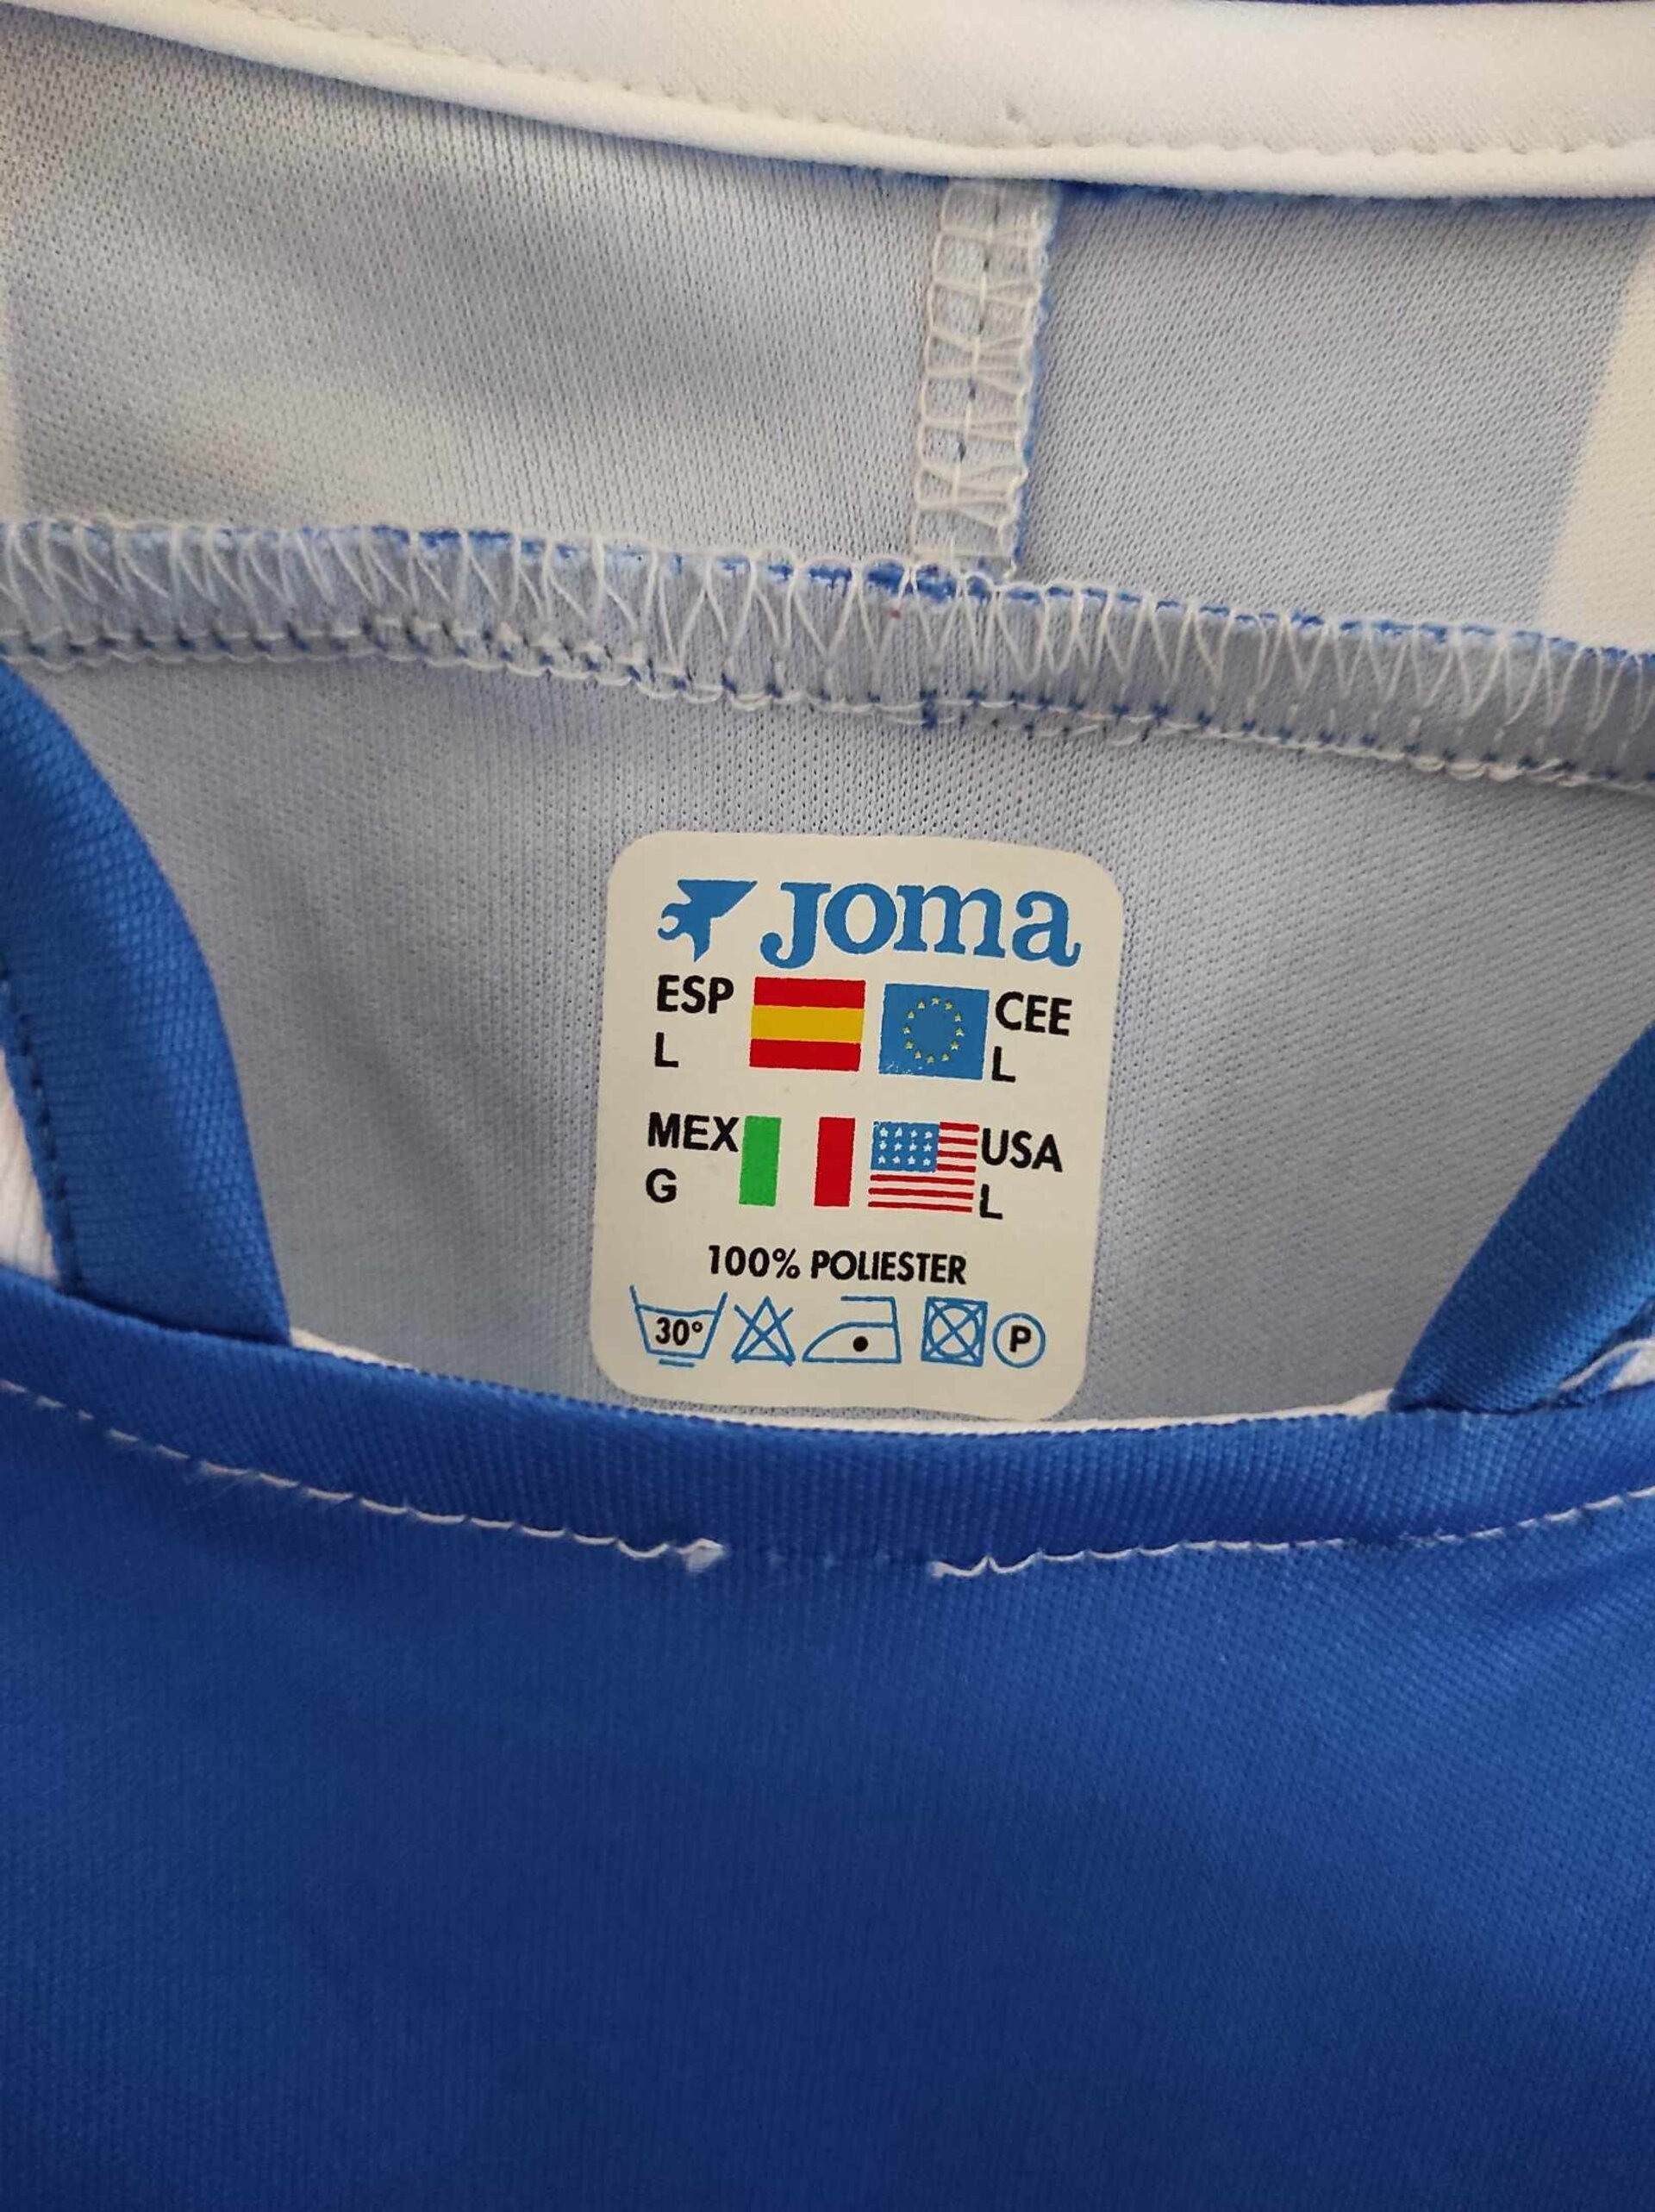 Joma
ESP CEE
L L
MEX USA
G L
100% POLIESTER
30° P